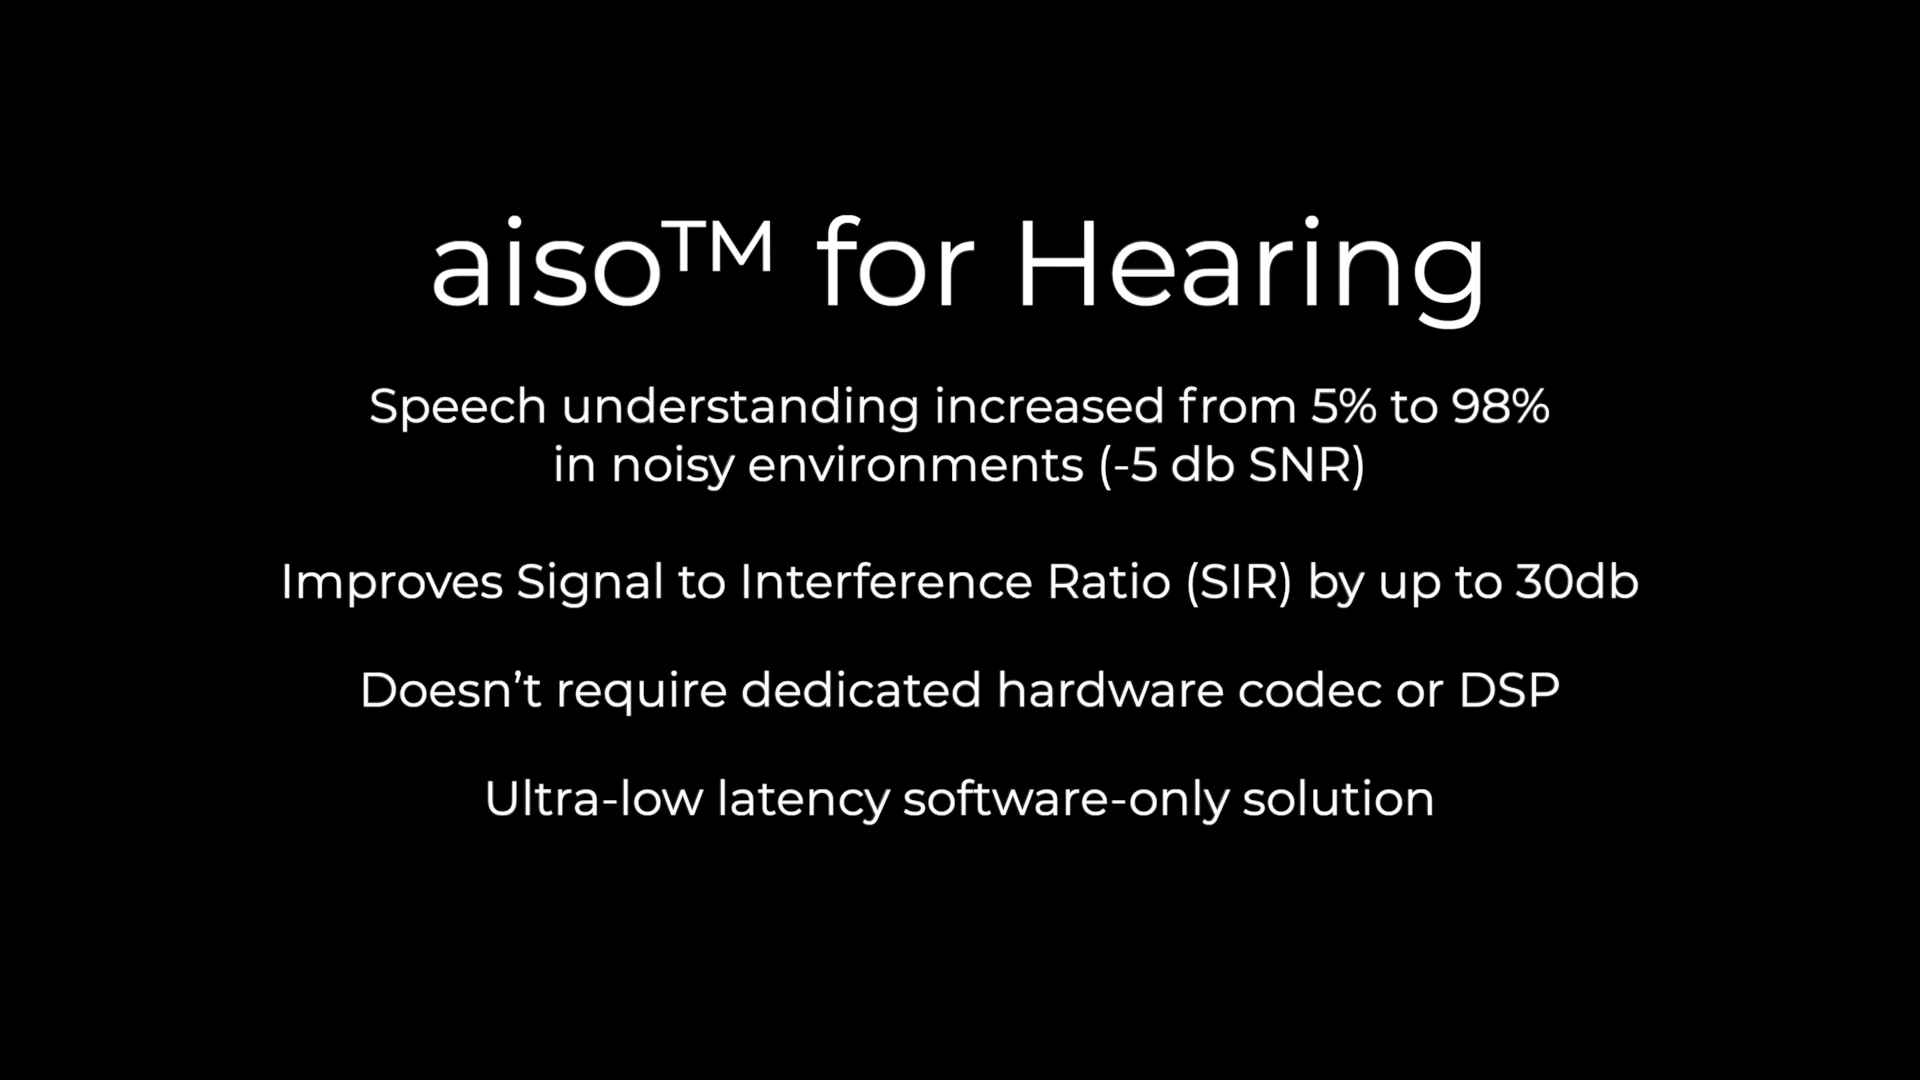 aiso™ for Hearing
Speech understanding increased from 5% to 98%
in noisy environments (-5 db SNR)
Improves Signal to Interference Ratio (SIR) by up to 30db
Doesn’t require dedicated hardware codec or DSP
Ultra-low latency software-only solution